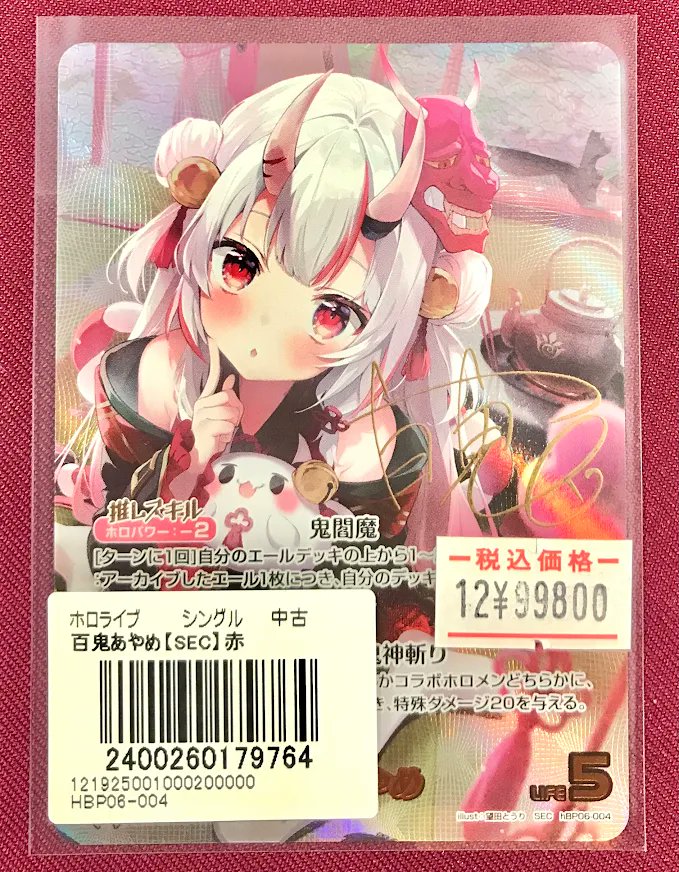 推しスキル
ホロパワー：－2
鬼閻魔
[ターンに1回]自分のエールデッキの上から1～
:アーカイブしたエール1枚につき、自分のデッキ
－税込価格－
12¥99800
ホロライブ シングル 中古
百鬼あやめ【SEC】赤
2400260179764
1219250010002000000
HBP06-004
鬼神斬り
かコラボホロメンどちらかに、
き、特殊ダメージ20を与える。
LIFE 5
illust 望田とうり SEC hBP06-004